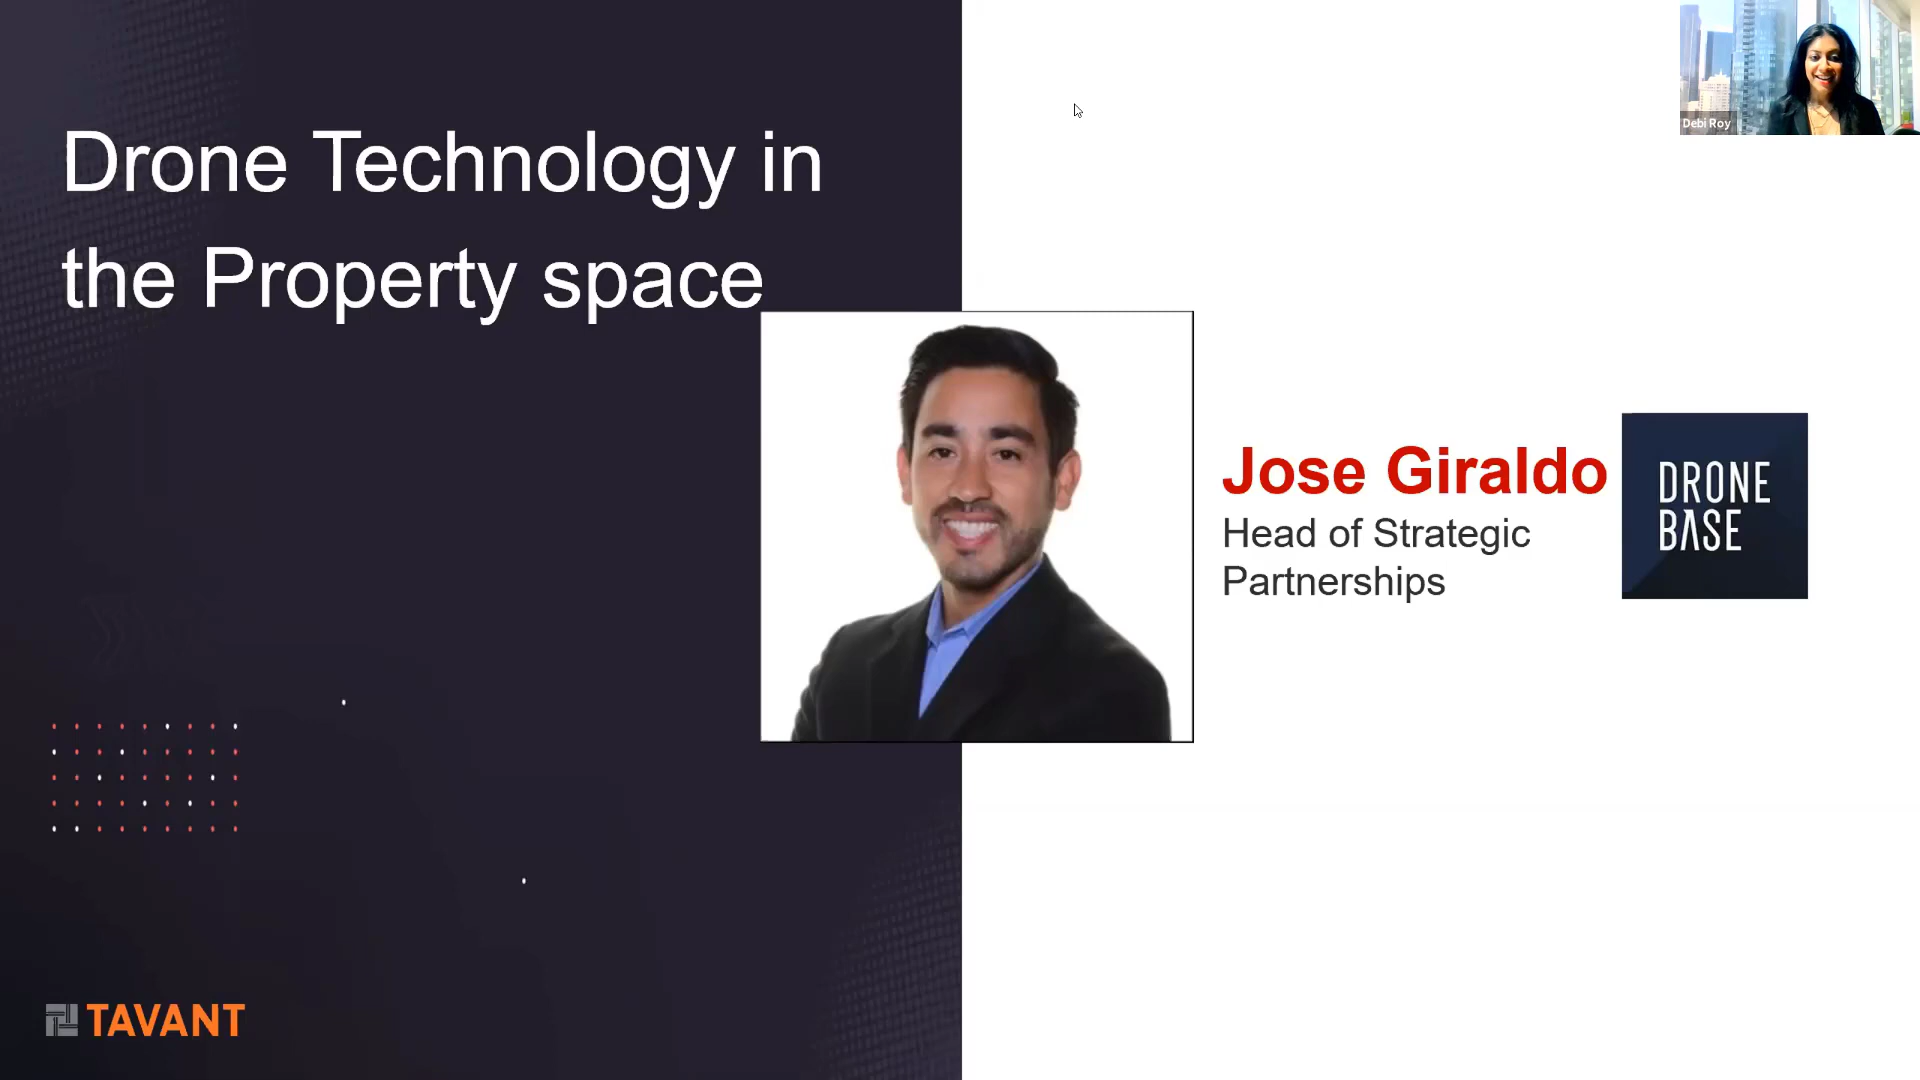 Drone Technology in
the Property space
Debi Roy
Jose Giraldo
Head of Strategic
Partnerships
DRONE
BASE
TAVANT